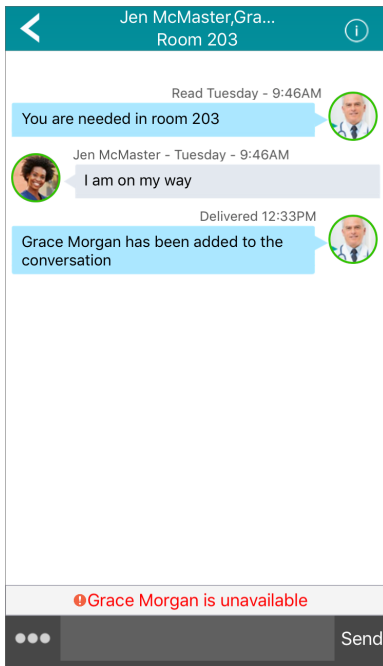 Jen McMaster,Gra...
Room 203
Read Tuesday - 9:46AM
You are needed in room 203
Jen McMaster - Tuesday - 9:46AM
I am on my way
Delivered 12:33PM
Grace Morgan has been added to the
conversation
Grace Morgan is unavailable
Send